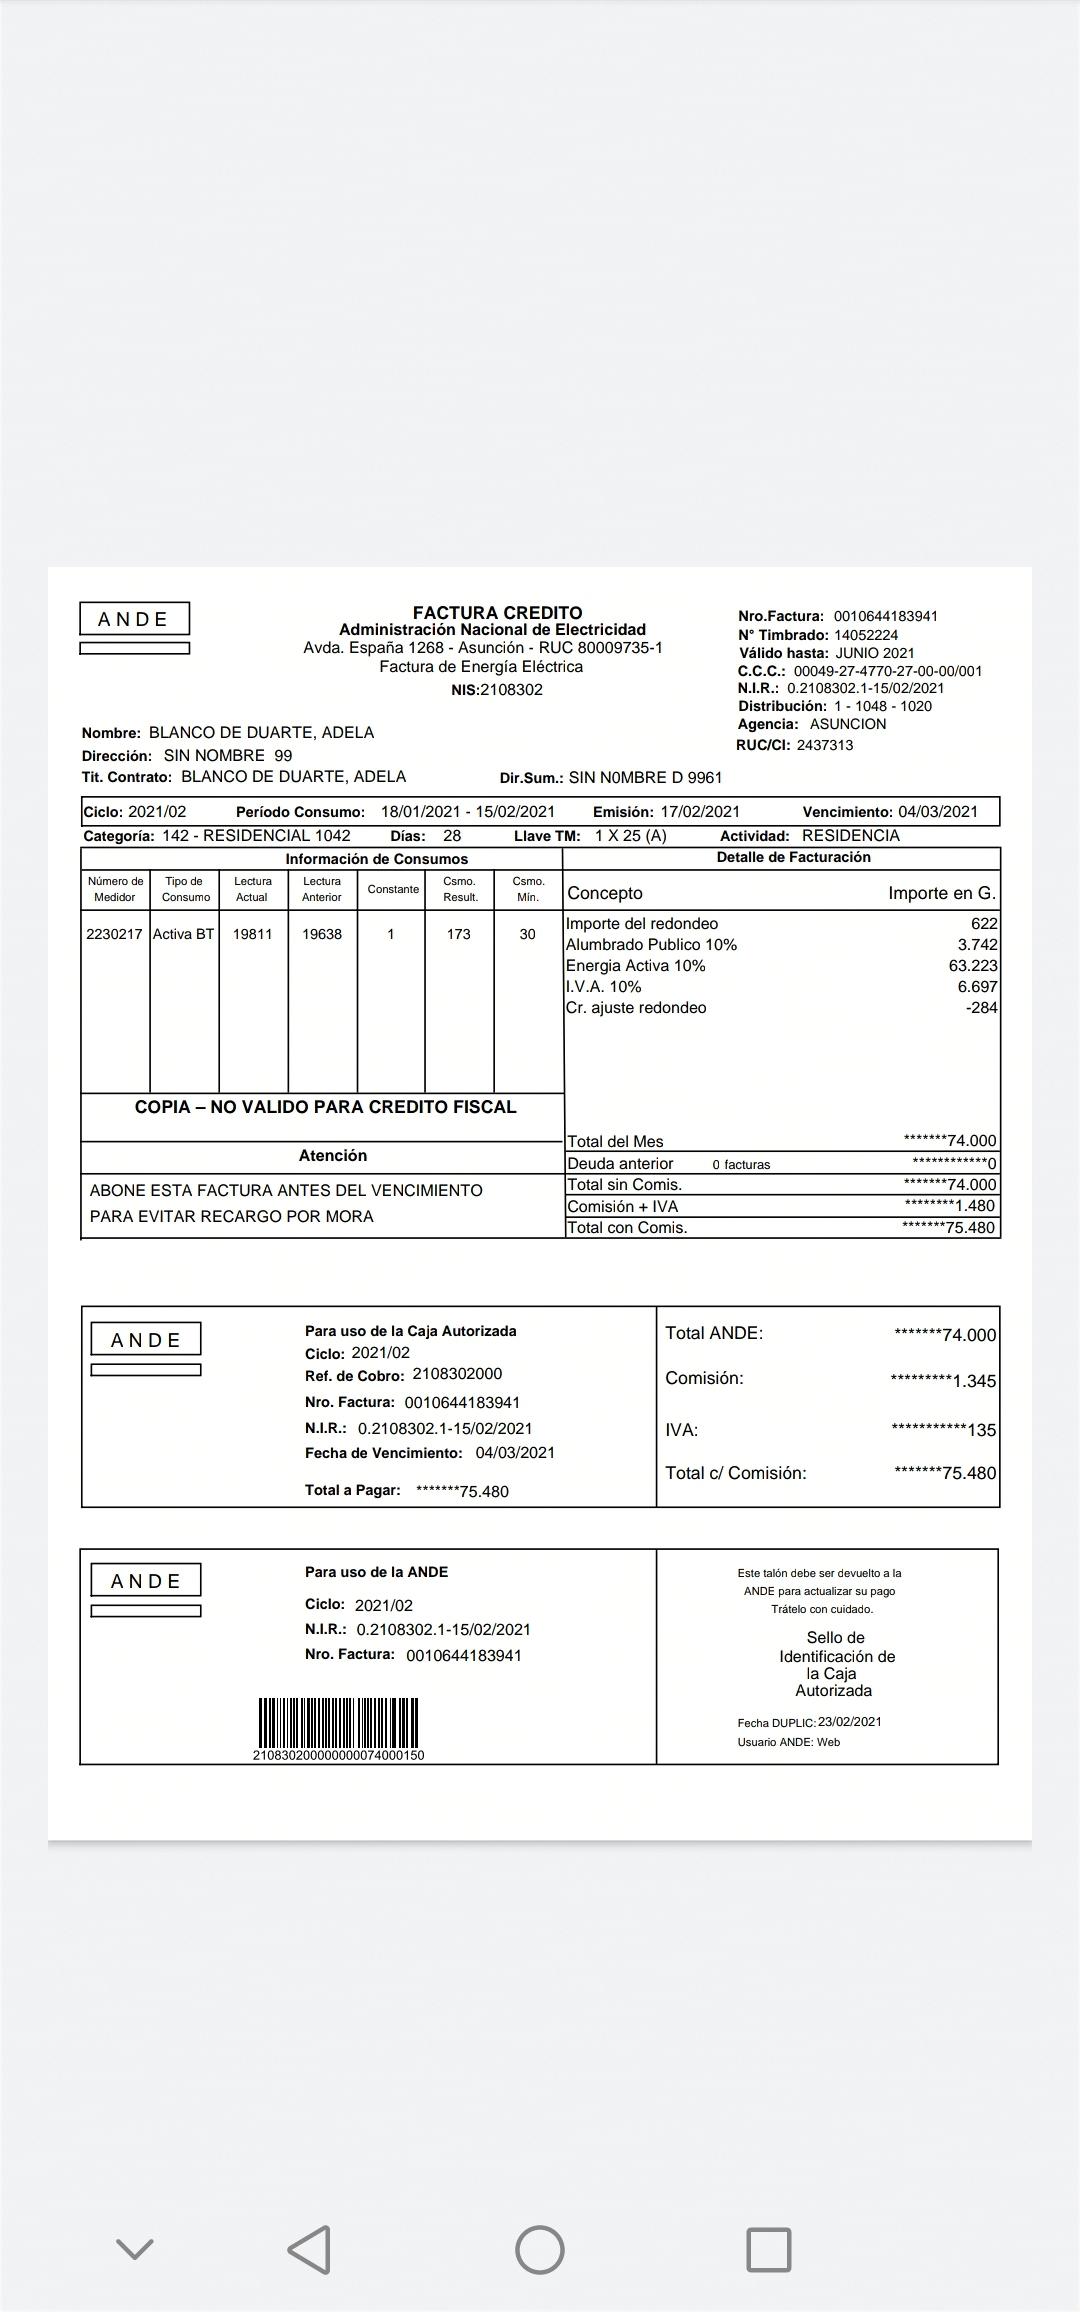 ANDE
FACTURA CREDITO
Administración Nacional de Electricidad
Avda. España 1268 - Asunción - RUC 80009735-1
Factura de Energía Eléctrica
NIS:2108302
Nro.Factura: 0010644183941
N° Timbrado: 14052224
Válido hasta: JUNIO 2021
C.C.C.: 00049-27-4770-27-00-00/001
N.I.R.: 0.2108302.1-15/02/2021
Distribución: 1 - 1048 - 1020
Agencia: ASUNCION
RUC/CI: 2437313
Nombre: BLANCO DE DUARTE, ADELA
Dirección: SIN NOMBRE 99
Tit. Contrato: BLANCO DE DUARTE, ADELA Dir.Sum.: SIN N0MBRE D 9961
Ciclo: 2021/02 Período Consumo: 18/01/2021 - 15/02/2021 Emisión: 17/02/2021 Vencimiento: 04/03/2021
Categoría: 142 - RESIDENCIAL 1042 Días: 28 Llave TM: 1 X 25 (A) Actividad: RESIDENCIA
Información de Consumos
Número de Medidor Tipo de Consumo Lectura Actual Lectura Anterior Constante Csmo. Result. Csmo. Mín.
2230217 Activa BT 19811 19638 1 173 30
COPIA – NO VALIDO PARA CREDITO FISCAL
Atención
ABONE ESTA FACTURA ANTES DEL VENCIMIENTO
PARA EVITAR RECARGO POR MORA
Detalle de Facturación
Concepto Importe en G.
Importe del redondeo 622
Alumbrado Publico 10% 3.742
Energia Activa 10% 63.223
I.V.A. 10% 6.697
Cr. ajuste redondeo -284
Total del Mes *******74.000
Deuda anterior 0 facturas ************0
Total sin Comis. *******74.000
Comisión + IVA ********1.480
Total con Comis. *******75.480
ANDE
Para uso de la Caja Autorizada
Ciclo: 2021/02
Ref. de Cobro: 2108302000
Nro. Factura: 0010644183941
N.I.R.: 0.2108302.1-15/02/2021
Fecha de Vencimiento: 04/03/2021
Total a Pagar: *******75.480
Total ANDE: *******74.000
Comisión: *********1.345
IVA: ***********135
Total c/ Comisión: *******75.480
ANDE
Para uso de la ANDE
Ciclo: 2021/02
N.I.R.: 0.2108302.1-15/02/2021
Nro. Factura: 0010644183941
210830200000000074000150
Este talón debe ser devuelto a la
ANDE para actualizar su pago
Trátelo con cuidado.
Sello de
Identificación de
la Caja
Autorizada
Fecha DUPLIC: 23/02/2021
Usuario ANDE: Web